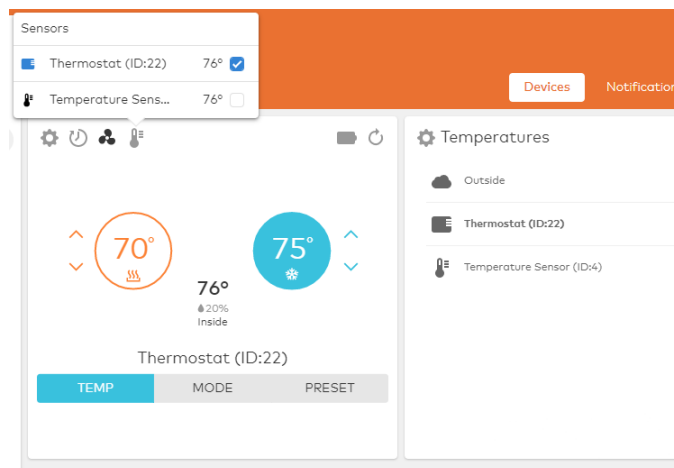 Sensors
Thermostat (ID:22) 76°
Temperature Sens... 76°
Devices Notification
Temperatures
Outside
Thermostat (ID:22)
Temperature Sensor (ID:4)
70°
75°
76°
20%
Inside
Thermostat (ID:22)
TEMP MODE PRESET